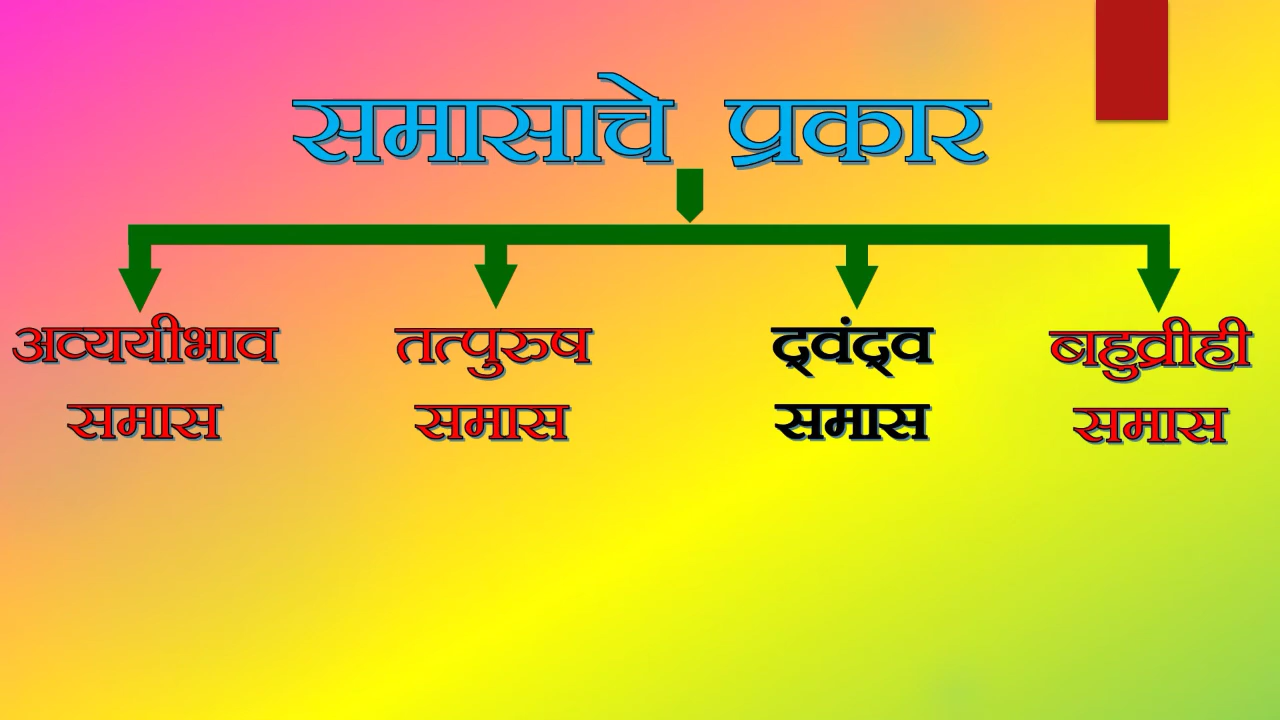 समासाचे प्रकार
अव्ययीभाव
समास
तत्पुरुष
समास
द्वंद्व
समास
बहुव्रीही
समास